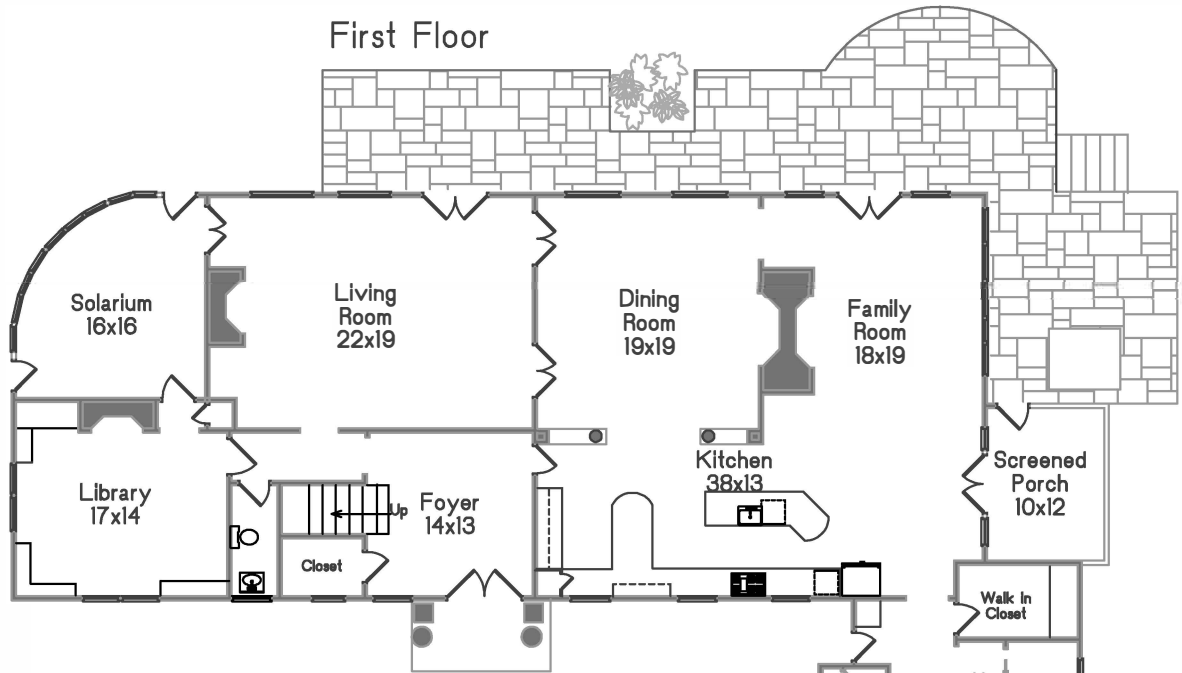 First Floor
Solarium
16x16
Living
Room
22x19
Dining
Room
19x19
Family
Room
18x19
Library
17x14
Up
Foyer
14x13
Closet
Kitchen
38x13
Screened
Porch
10x12
Walk In
Closet